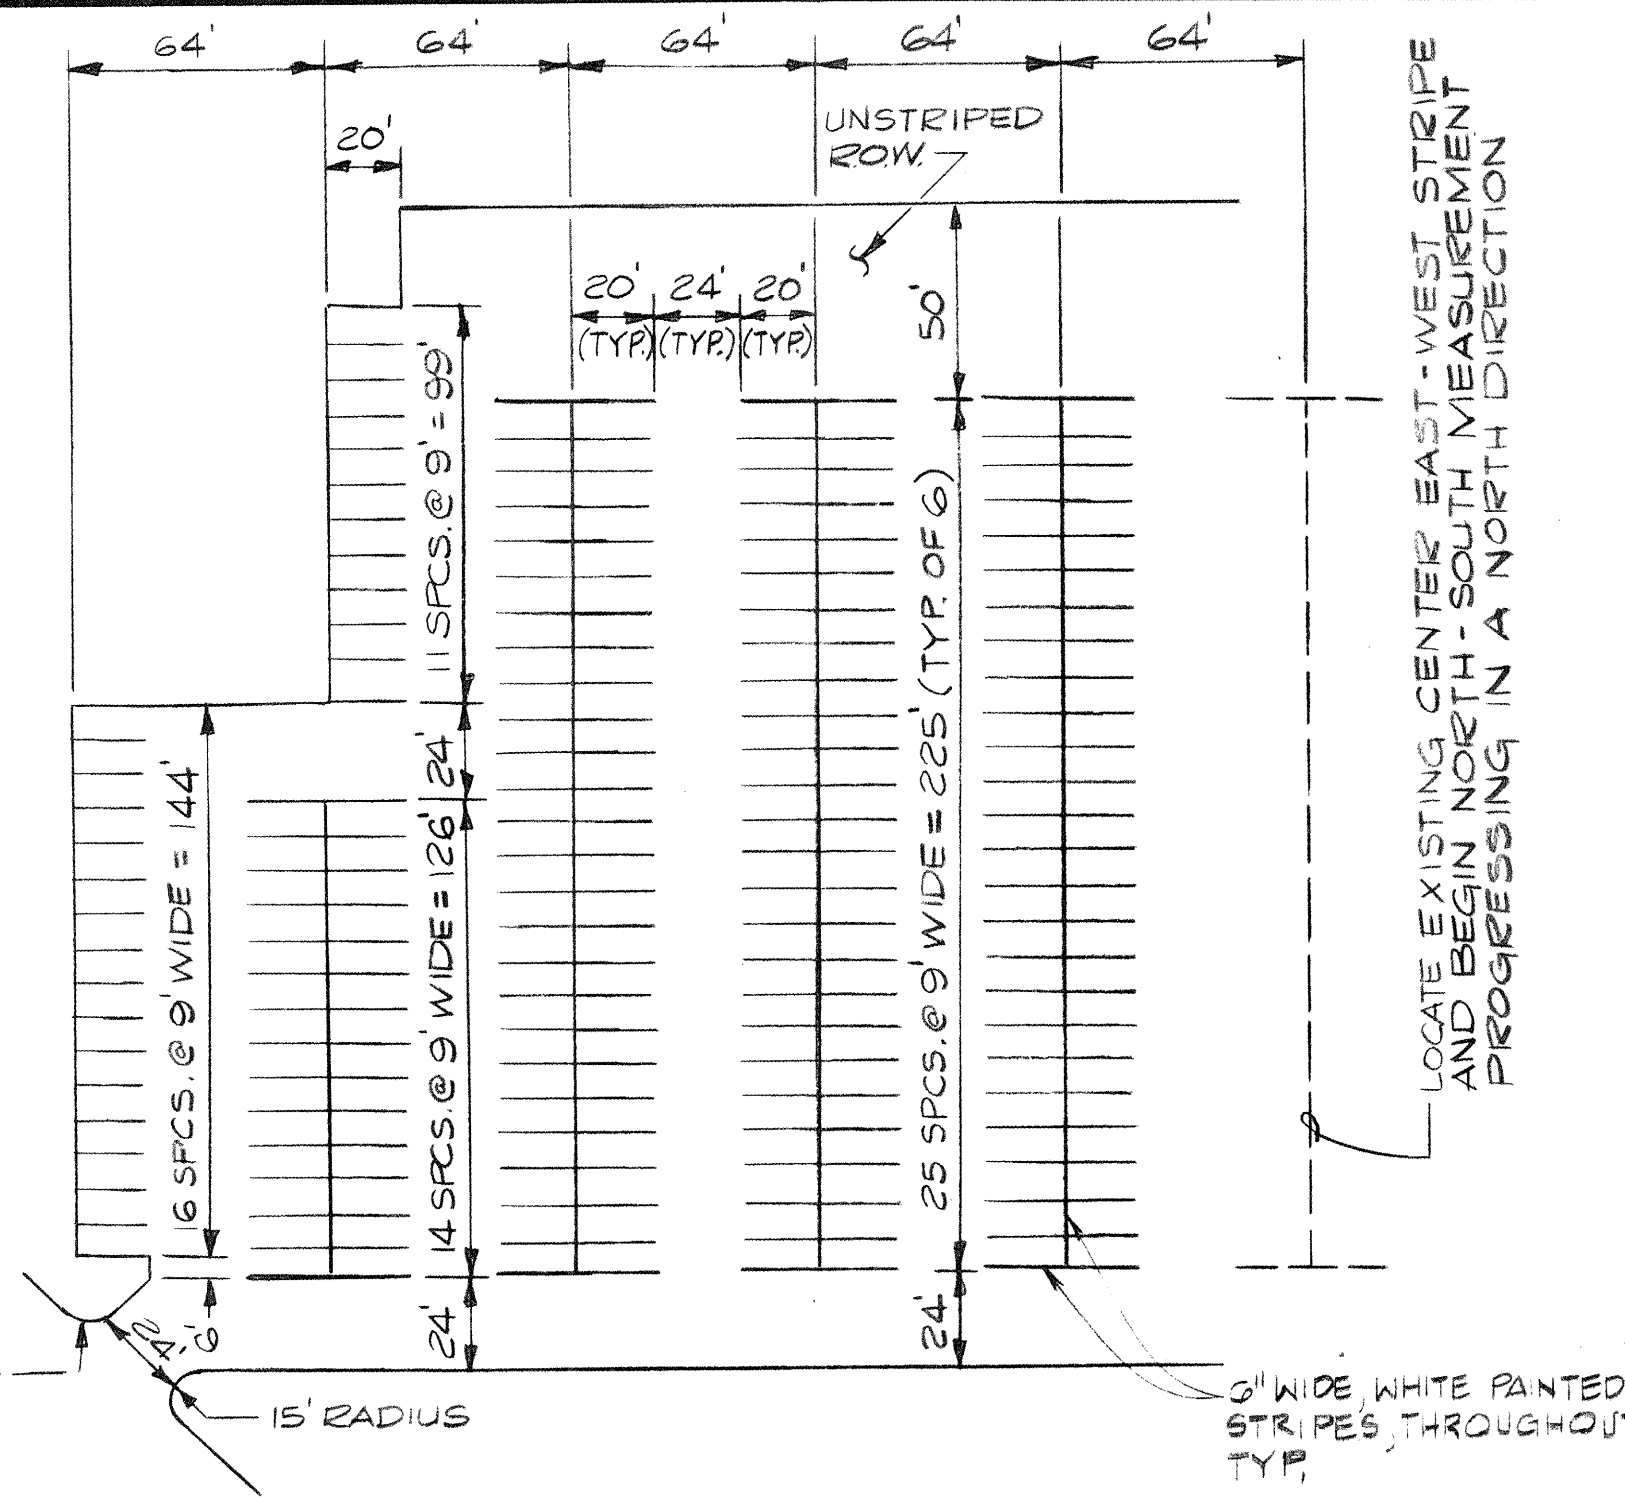 64' 64' 64' 64' 64'
20'
UNSTRIPED
R.O.W.
20' 24' 20'
(TYP.) (TYP.) (TYP.)
50'
11 SPCS. @ 9' = 99'
24'
16 SPCS. @ 9' WIDE = 144'
14 SPCS. @ 9' WIDE = 126'
25 SPCS. @ 9' WIDE = 225' (TYP. OF 6)
LOCATE EXISTING CENTER EAST-WEST STRIPE
AND BEGIN NORTH-SOUTH MEASUREMENT
PROGRESSING IN A NORTH DIRECTION
6'
24'
24'
15' RADIUS
6" WIDE, WHITE PAINTED
STRIPES, THROUGHOUT
TYP.